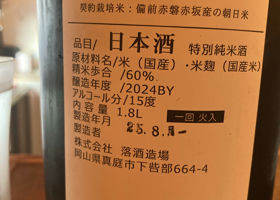 契約栽培米：備前赤磐赤坂産の朝日米
品目/ 日本酒 特別純米酒
原材料名/米（国産）・米麹（国産米）
精米歩合 /60%
醸造年度 /2024BY
アルコール分/15度
内容量 1.8L 一回 火入
製造年月 25.8.-
製造者
株式会社 落酒造場
岡山県真庭市下呰部664-4